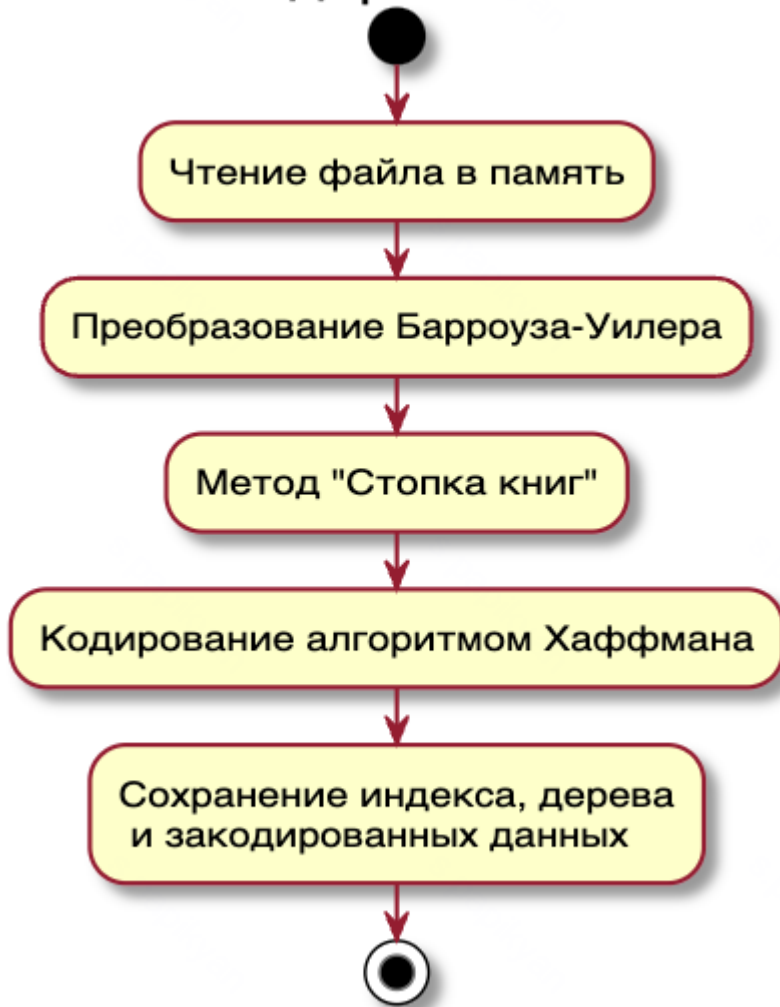 Чтение файла в память
Преобразование Барроуза-Уилера
Метод "Стопка книг"
Кодирование алгоритмом Хаффмана
Сохранение индекса, дерева
и закодированных данных